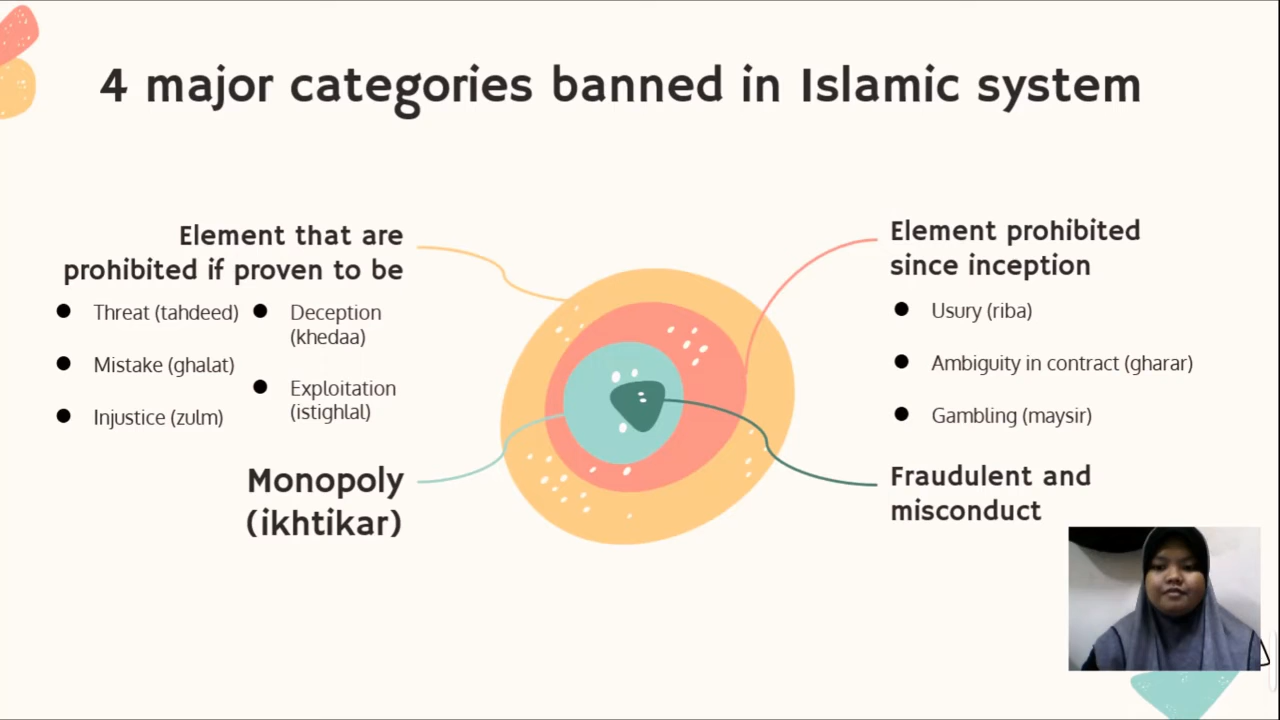 4 major categories banned in Islamic system
Element that are
prohibited if proven to be
Threat (tahdeed)
Mistake (ghalat)
Injustice (zulm)
Deception
(khedaa)
Exploitation
(istighlal)
Monopoly
(ikhtikar)
Element prohibited
since inception
Usury (riba)
Ambiguity in contract (gharar)
Gambling (maysir)
Fraudulent and
misconduct